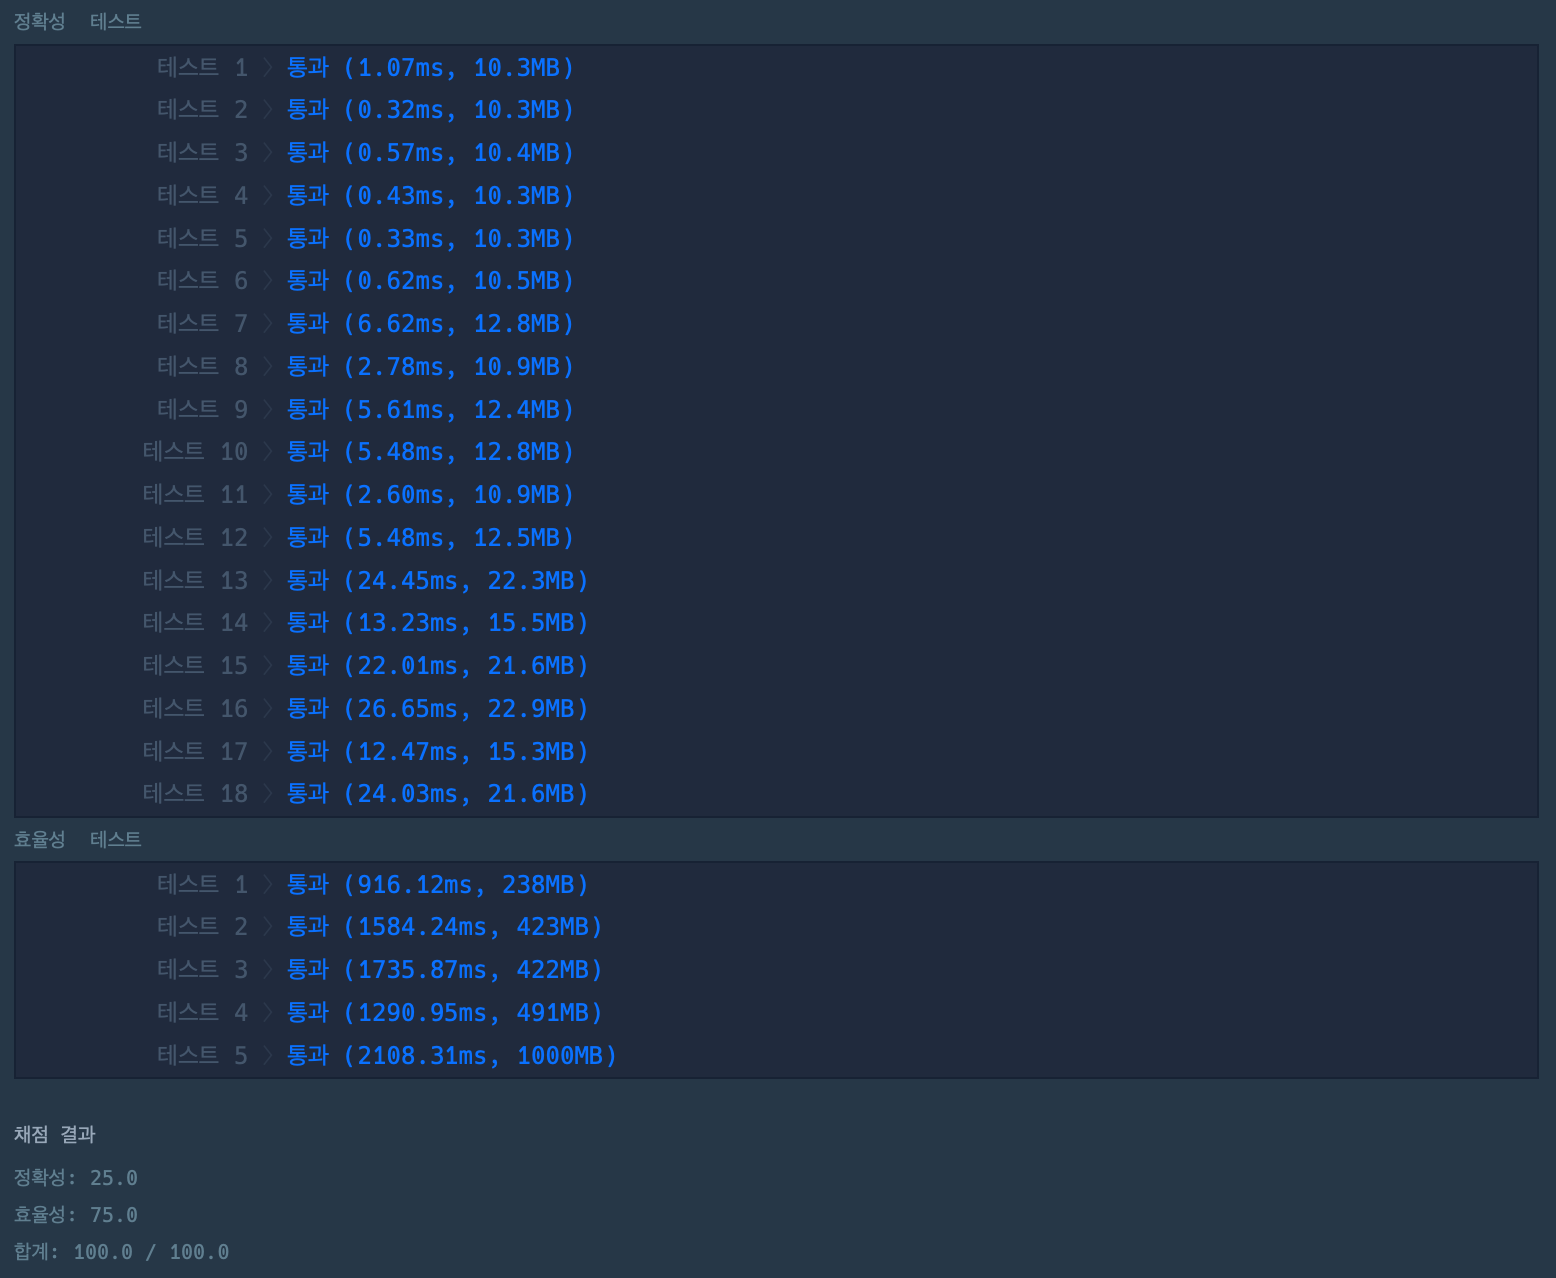 정확성 테스트
테스트 1 〉 통과 (1.07ms, 10.3MB)
테스트 2 〉 통과 (0.32ms, 10.3MB)
테스트 3 〉 통과 (0.57ms, 10.4MB)
테스트 4 〉 통과 (0.43ms, 10.3MB)
테스트 5 〉 통과 (0.33ms, 10.3MB)
테스트 6 〉 통과 (0.62ms, 10.5MB)
테스트 7 〉 통과 (6.62ms, 12.8MB)
테스트 8 〉 통과 (2.78ms, 10.9MB)
테스트 9 〉 통과 (5.61ms, 12.4MB)
테스트 10 〉 통과 (5.48ms, 12.8MB)
테스트 11 〉 통과 (2.60ms, 10.9MB)
테스트 12 〉 통과 (5.48ms, 12.5MB)
테스트 13 〉 통과 (24.45ms, 22.3MB)
테스트 14 〉 통과 (13.23ms, 15.5MB)
테스트 15 〉 통과 (22.01ms, 21.6MB)
테스트 16 〉 통과 (26.65ms, 22.9MB)
테스트 17 〉 통과 (12.47ms, 15.3MB)
테스트 18 〉 통과 (24.03ms, 21.6MB)
효율성 테스트
테스트 1 〉 통과 (916.12ms, 238MB)
테스트 2 〉 통과 (1584.24ms, 423MB)
테스트 3 〉 통과 (1735.87ms, 422MB)
테스트 4 〉 통과 (1290.95ms, 491MB)
테스트 5 〉 통과 (2108.31ms, 1000MB)
채점 결과
정확성: 25.0
효율성: 75.0
합계: 100.0 / 100.0